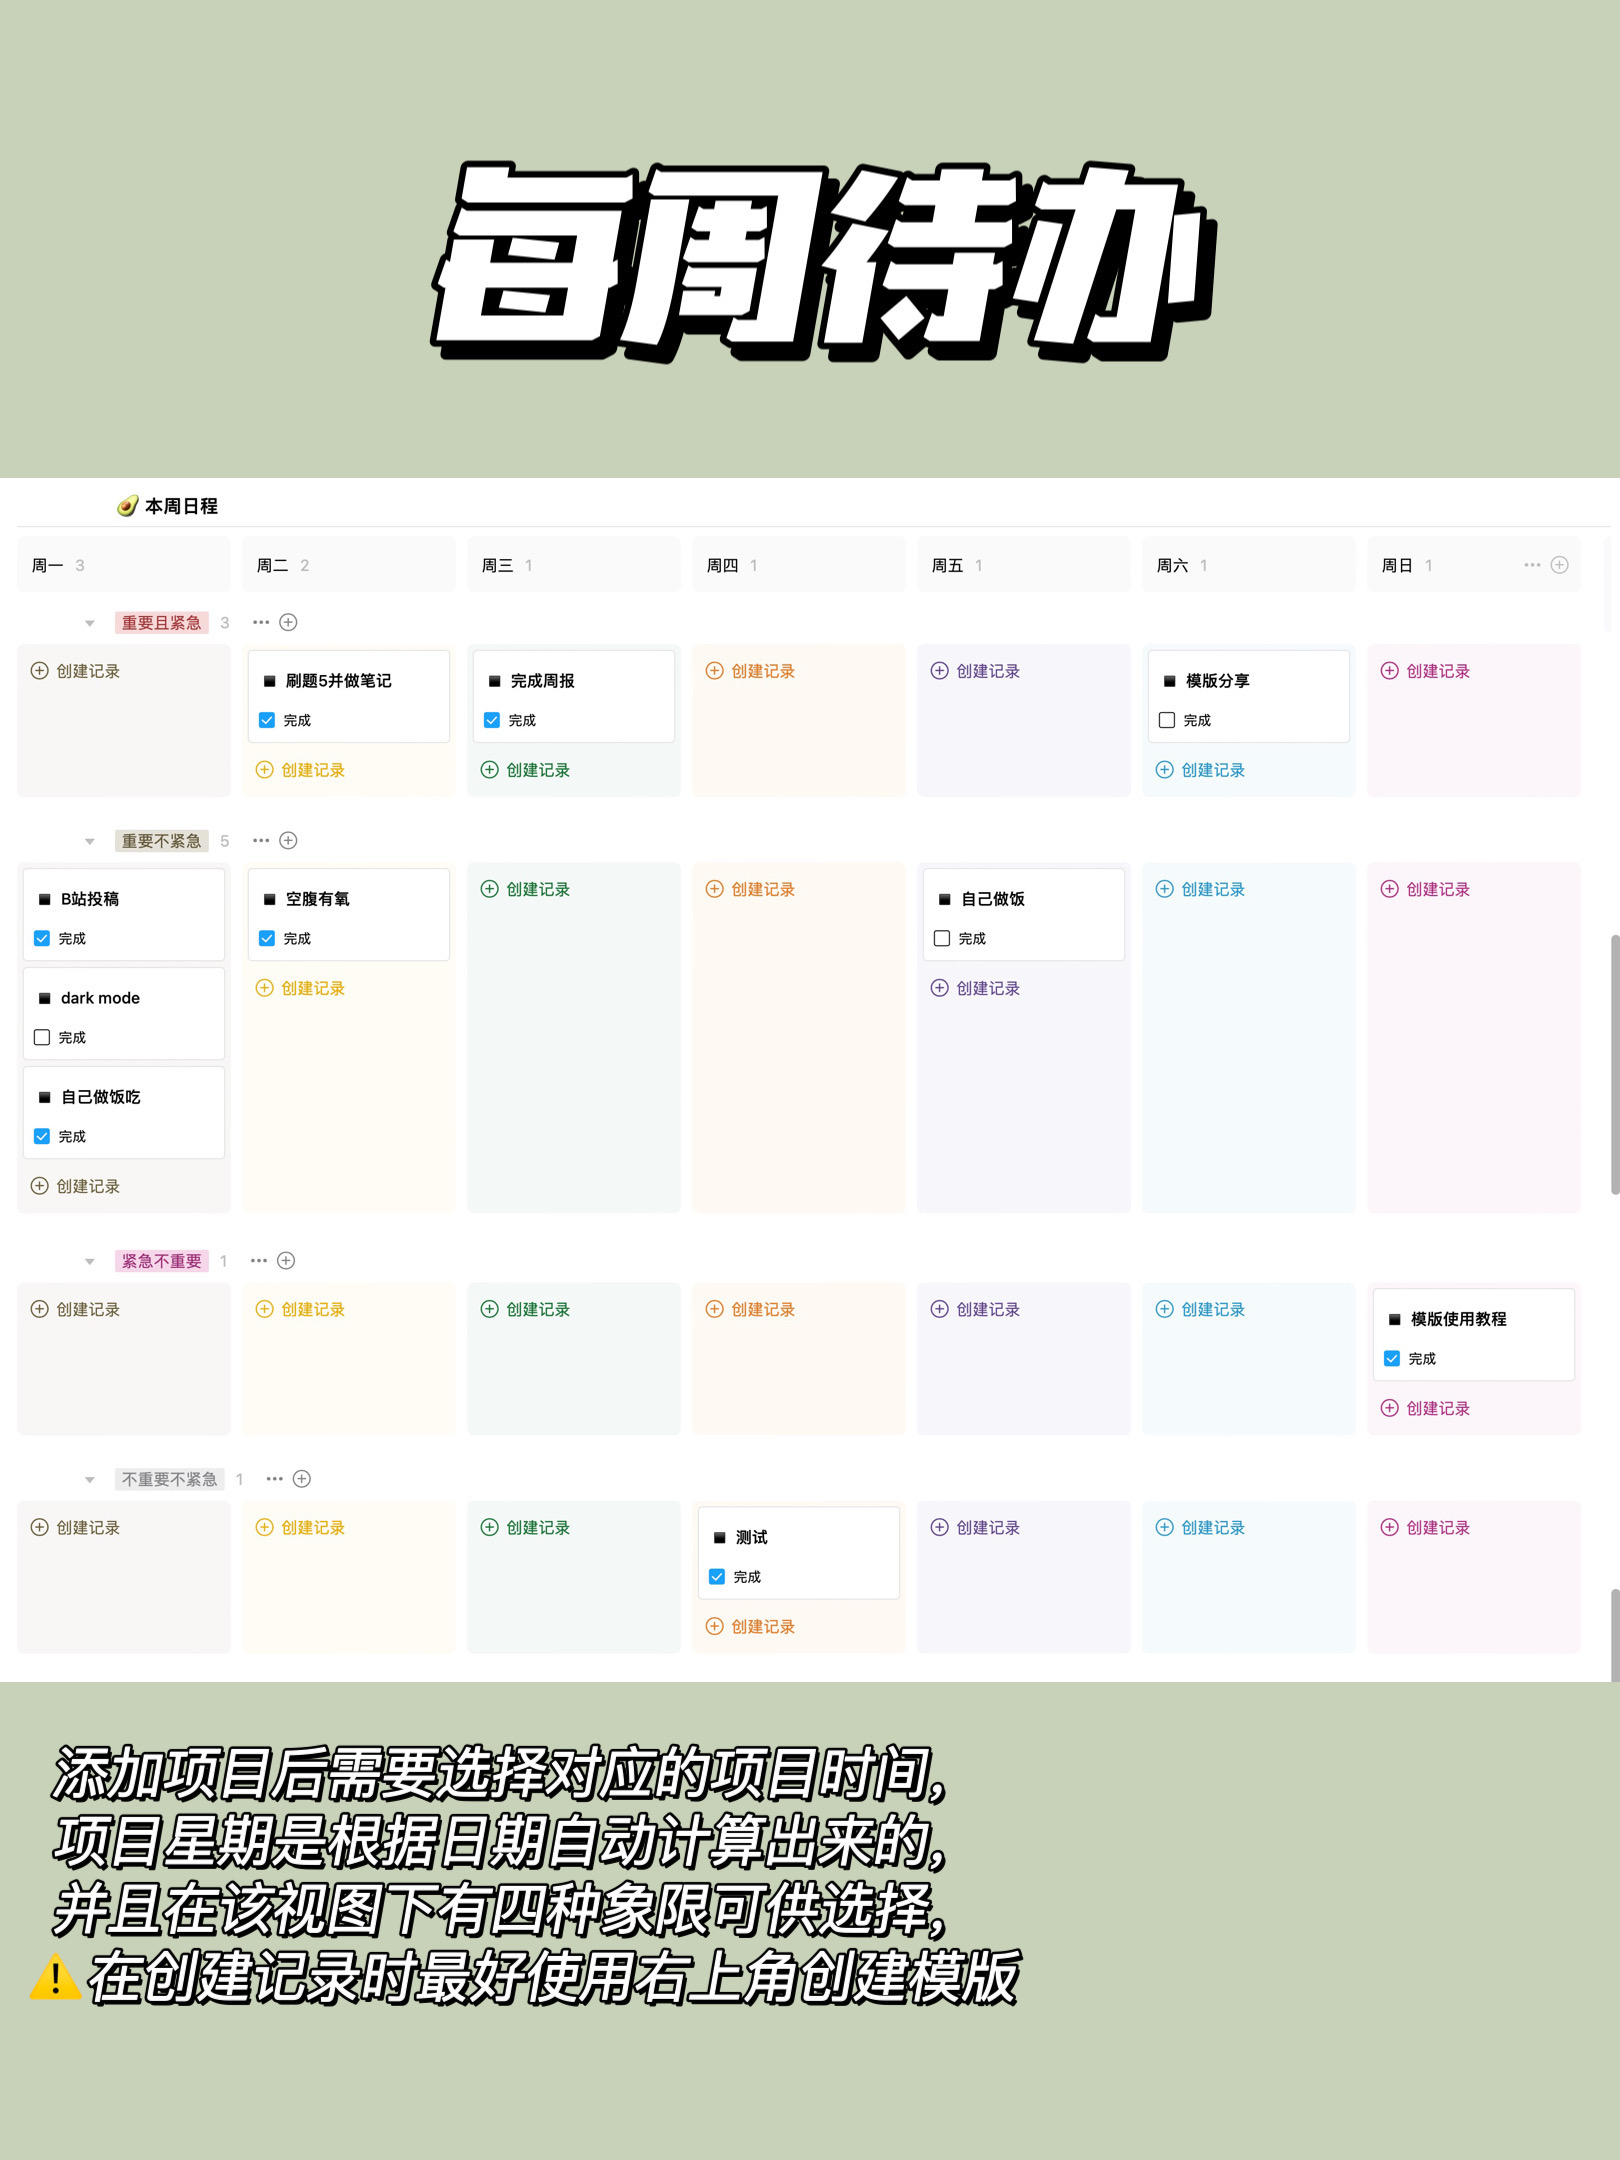 每周待办
🥑 本周日程
周一 3 周二 2 周三 1 周四 1 周五 1 周六 1 周日 1
重要且紧急 3
创建记录 刷题5并做笔记 完成周报 创建记录 创建记录 模版分享 创建记录
完成 完成 完成
创建记录 创建记录 创建记录
重要不紧急 5
B站投稿 空腹有氧 创建记录 创建记录 自己做饭 创建记录 创建记录
完成 完成 完成
dark mode 创建记录 创建记录
完成
自己做饭吃
完成
创建记录
紧急不重要 1
创建记录 创建记录 创建记录 创建记录 创建记录 创建记录 模版使用教程
完成
创建记录
不重要不紧急 1
创建记录 创建记录 创建记录 测试 创建记录 创建记录 创建记录
完成
创建记录
添加项目后需要选择对应的项目时间,
项目星期是根据日期自动计算出来的,
并且在该视图下有四种象限可供选择,
⚠️在创建记录时最好使用右上角创建模版